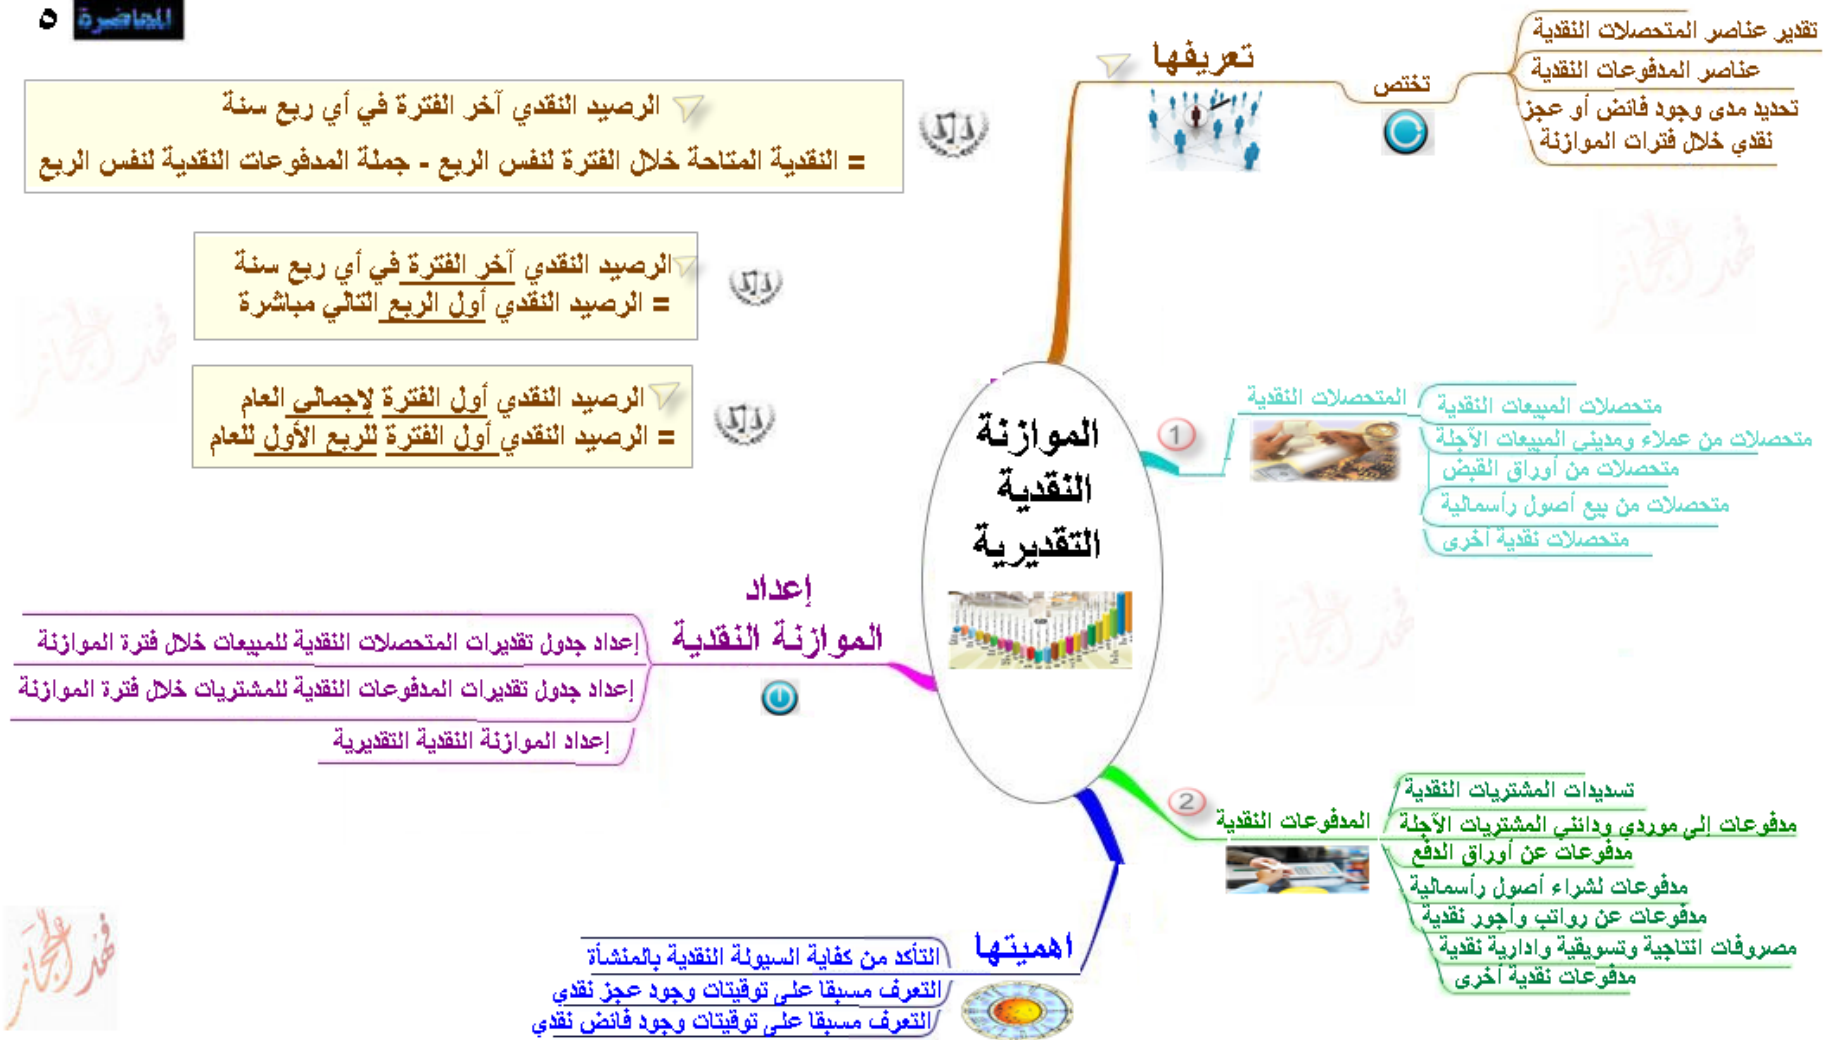 المحاضرة ٥
تعريفها
تختص
تقدير عناصر المتحصلات النقدية
عناصر المدفوعات النقدية
تحديد مدى وجود فائض أو عجز
نقدي خلال فترات الموازنة
الرصيد النقدي آخر الفترة في أي ربع سنة
= النقدية المتاحة خلال الفترة لنفس الربع - جملة المدفوعات النقدية لنفس الربع
الرصيد النقدي آخر الفترة في أي ربع سنة
= الرصيد النقدي أول الربع التالي مباشرة
الرصيد النقدي أول الفترة لاجمالي العام
= الرصيد النقدي أول الفترة للربع الأول للعام
الموازنة
النقدية
التقديرية
1
المتحصلات النقدية
متحصلات المبيعات النقدية
متحصلات من عملاء ومديني المبيعات الآجلة
متحصلات من أوراق القبض
متحصلات من بيع أصول رأسمالية
متحصلات نقدية أخرى
2
المدفوعات النقدية
تسديدات المشتريات النقدية
مدفوعات إلى موردي ودائني المشتريات الآجلة
مدفوعات عن أوراق الدفع
مدفوعات لشراء أصول رأسمالية
مدفوعات عن رواتب وأجور نقدية
مصروفات انتاجية وتسويقية وادارية نقدية
مدفوعات نقدية أخرى
اهميتها
التأكد من كفاية السيولة النقدية بالمنشأة
التعرف مسبقا على توقيتات وجود عجز نقدي
التعرف مسبقا على توقيتات وجود فائض نقدي
إعداد
الموازنة النقدية
إعداد جدول تقديرات المتحصلات النقدية للمبيعات خلال فترة الموازنة
إعداد جدول تقديرات المدفوعات النقدية للمشتريات خلال فترة الموازنة
إعداد الموازنة النقدية التقديرية